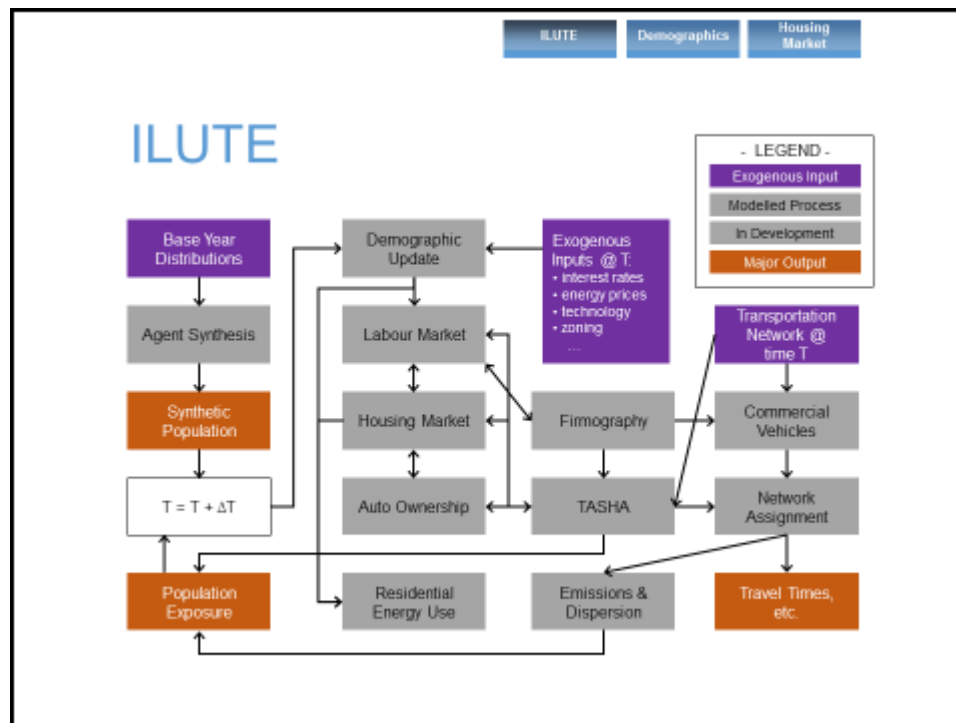 ILUTE
Demographics
Housing
Market
ILUTE
- LEGEND -
Exogenous Input
Modelled Process
In Development
Major Output
Base Year
Distributions
Demographic
Update
Exogenous
Inputs @ T:
• interest rates
• energy prices
• technology
• zoning
...
Agent Synthesis
Labour Market
Transportation
Network @
time T
Synthetic
Population
Housing Market
Firmography
Commercial
Vehicles
T = T + ΔT
Auto Ownership
TASHA
Network
Assignment
Population
Exposure
Residential
Energy Use
Emissions &
Dispersion
Travel Times,
etc.